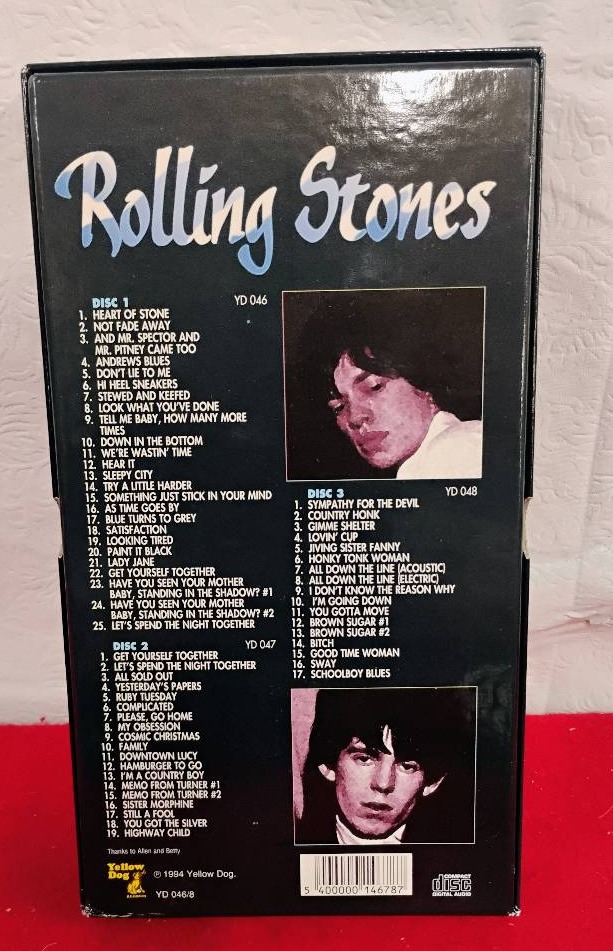 Rolling Stones
DISC 1 YD 046
1. HEART OF STONE
2. NOT FADE AWAY
3. AND MR. SPECTOR AND
MR. PITNEY CAME TOO
4. ANDREWS BLUES
5. DON'T LIE TO ME
6. HI HEEL SNEAKERS
7. STEWED AND KEEFED
8. LOOK WHAT YOU'VE DONE
9. TELL ME BABY, HOW MANY MORE
TIMES
10. DOWN IN THE BOTTOM
11. WE'RE WASTIN' TIME
12. HEAR IT
13. SLEEPY CITY
14. TRY A LITTLE HARDER
15. SOMETHING JUST STICK IN YOUR MIND
16. AS TIME GOES BY
17. BLUE TURNS TO GREY
18. SATISFACTION
19. LOOKING TIRED
20. PAINT IT BLACK
21. LADY JANE
22. GET YOURSELF TOGETHER
23. HAVE YOU SEEN YOUR MOTHER
BABY, STANDING IN THE SHADOW? #1
24. HAVE YOU SEEN YOUR MOTHER
BABY, STANDING IN THE SHADOW? #2
25. LET'S SPEND THE NIGHT TOGETHER
DISC 2 YD 047
1. GET YOURSELF TOGETHER
2. LET'S SPEND THE NIGHT TOGETHER
3. ALL SOLD OUT
4. YESTERDAY'S PAPERS
5. RUBY TUESDAY
6. COMPLICATED
7. PLEASE, GO HOME
8. MY OBSESSION
9. COSMIC CHRISTMAS
10. FAMILY
11. DOWNTOWN LUCY
12. HAMBURGER TO GO
13. I'M A COUNTRY BOY
14. MEMO FROM TURNER #1
15. MEMO FROM TURNER #2
16. SISTER MORPHINE
17. STILL A FOOL
18. YOU GOT THE SILVER
19. HIGHWAY CHILD
Thanks to Allen and Betty
Yellow
Dog
RECORDS
℗ 1994 Yellow Dog.
YD 046/8
DISC 3 YD 048
1. SYMPATHY FOR THE DEVIL
2. COUNTRY HONK
3. GIMME SHELTER
4. LOVIN' CUP
5. JIVING SISTER FANNY
6. HONKY TONK WOMAN
7. ALL DOWN THE LINE (ACOUSTIC)
8. ALL DOWN THE LINE (ELECTRIC)
9. I DON'T KNOW THE REASON WHY
10. I'M GOING DOWN
11. YOU GOTTA MOVE
12. BROWN SUGAR #1
13. BROWN SUGAR #2
14. BITCH
15. GOOD TIME WOMAN
16. SWAY
17. SCHOOLBOY BLUES
5 400000 146787
COMPACT
disc
DIGITAL AUDIO